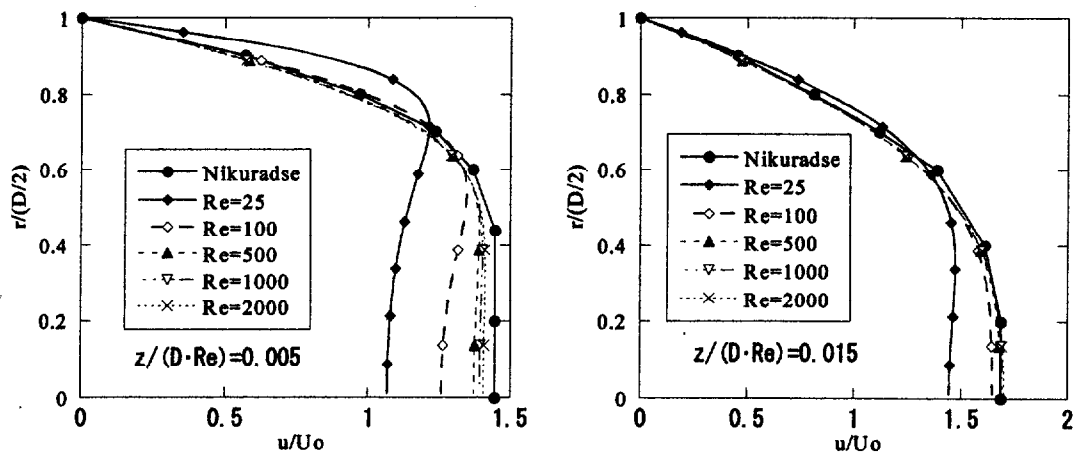 1
0.8
0.6
0.4
0.2
0
r/(D/2)
Nikuradse
Re=25
Re=100
Re=500
Re=1000
Re=2000
z/(D·Re)=0.005
0
0.5
1
1.5
u/Uo
1
0.8
0.6
0.4
0.2
0
r/(D/2)
Nikuradse
Re=25
Re=100
Re=500
Re=1000
Re=2000
z/(D·Re)=0.015
0
0.5
1
1.5
2
u/Uo